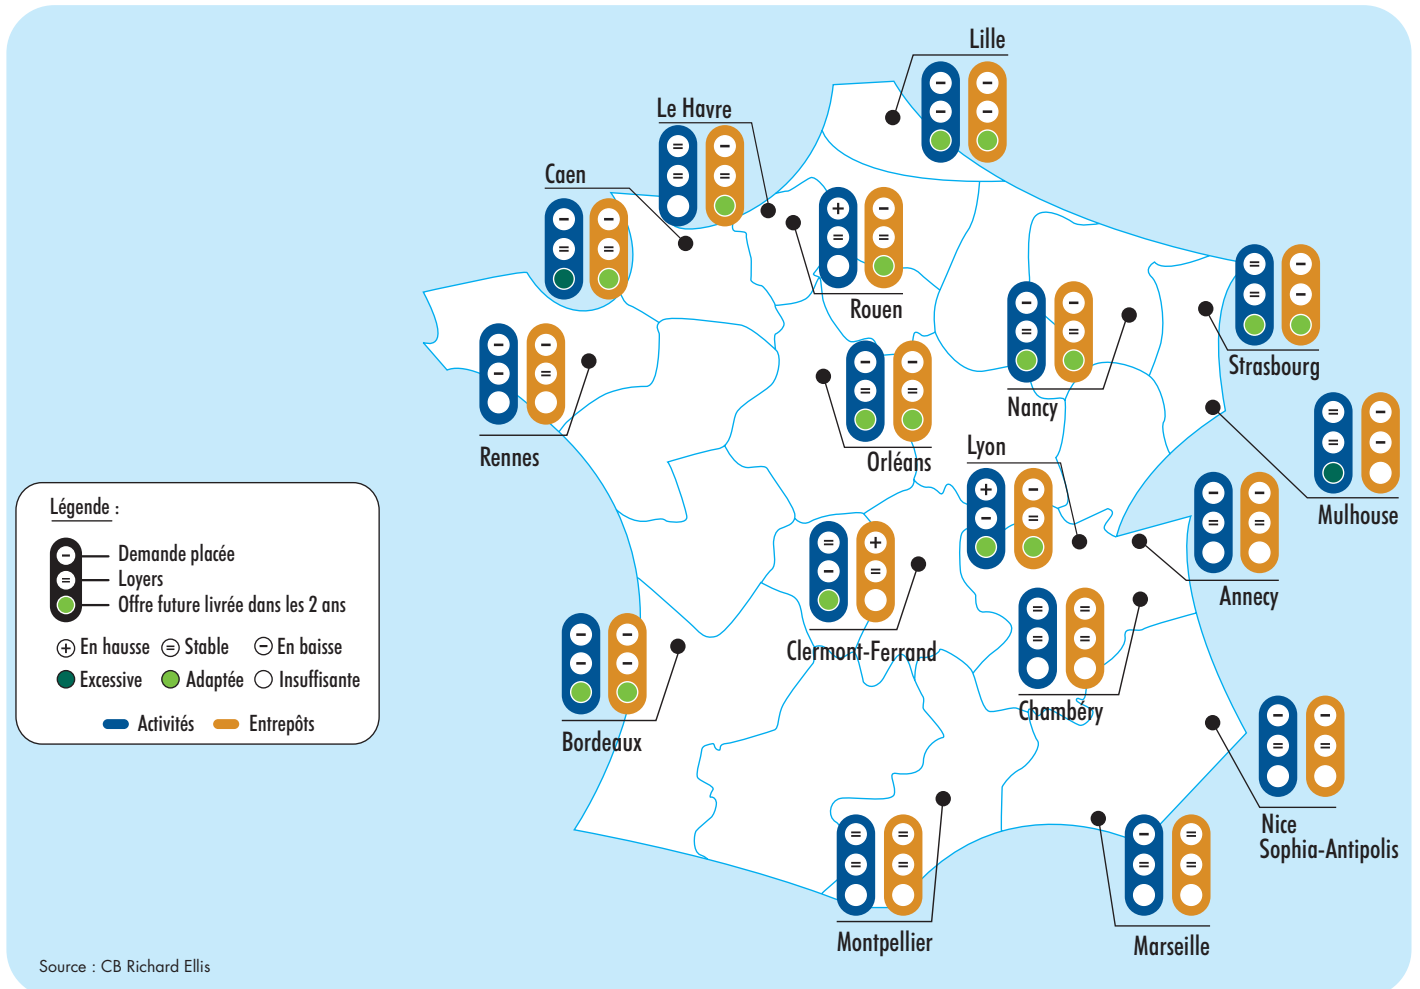 Lille
Le Havre
Caen
Rouen
Strasbourg
Nancy
Rennes
Orléans
Lyon
Mulhouse
Annecy
Clermont-Ferrand
Chambéry
Bordeaux
Nice
Sophia-Antipolis
Montpellier
Marseille
Légende :
- Demande placée
= Loyers
Offre future livrée dans les 2 ans
+ En hausse = Stable - En baisse
Excessive Adaptée Insuffisante
Activités Entrepôts
Source : CB Richard Ellis